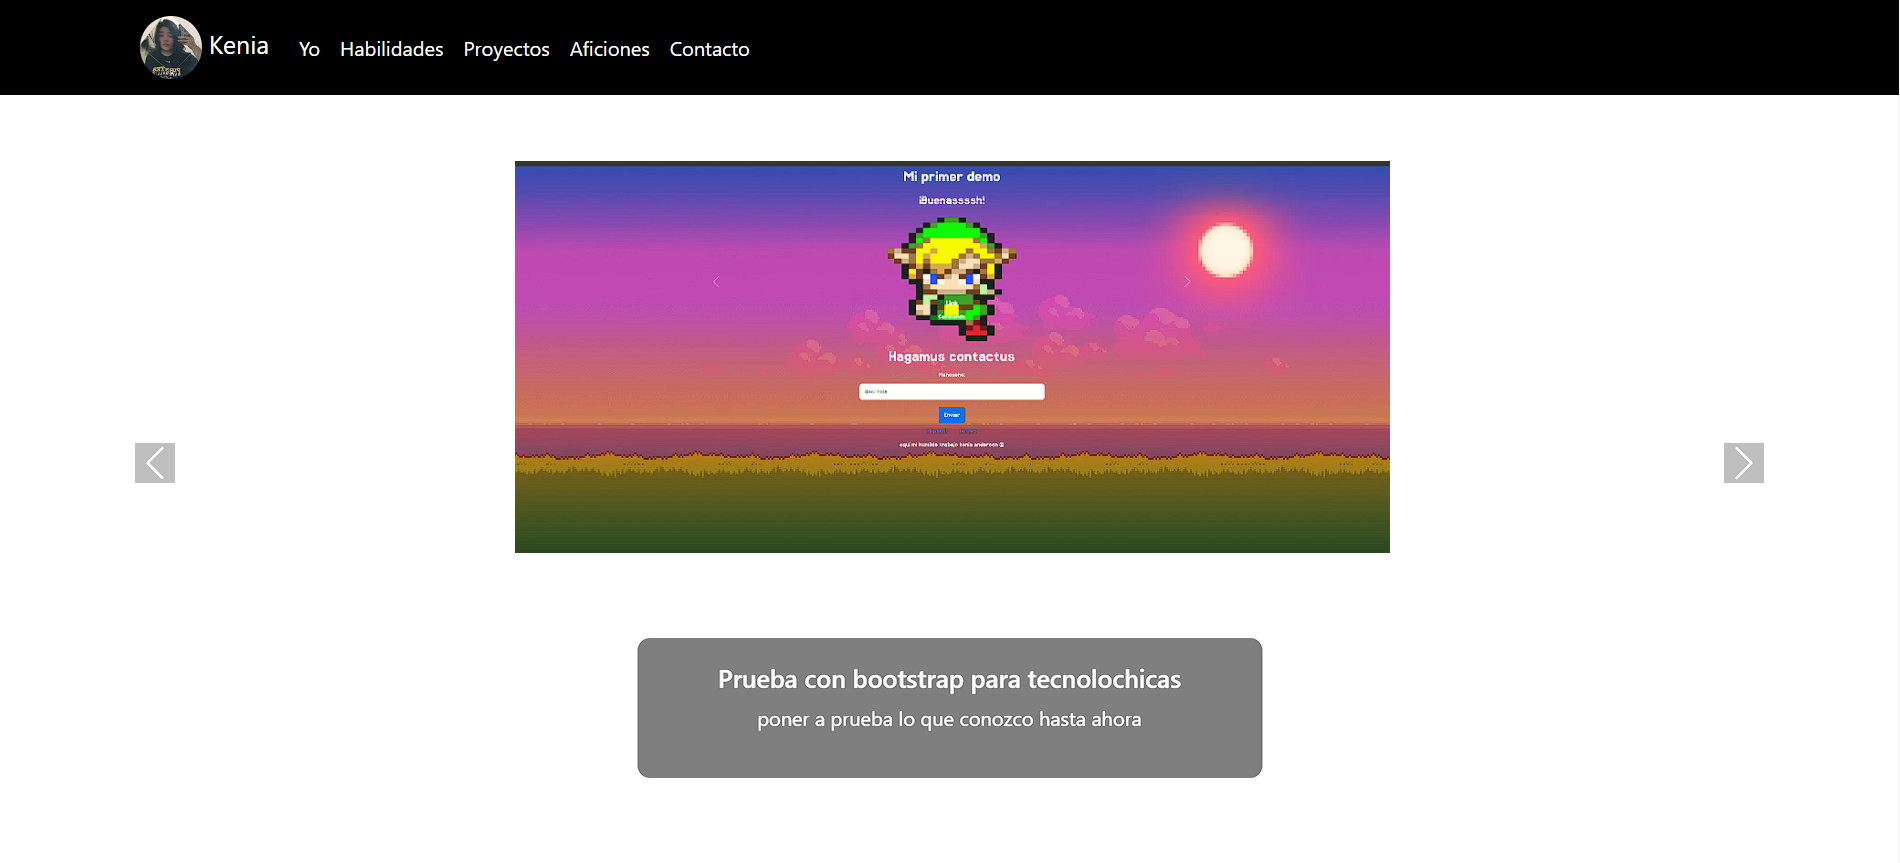 Kenia
Yo Habilidades Proyectos Aficiones Contacto
Mi primer demo
¡Buenassssh!
Link
Hagamus contactus
Enviar
aquí mi humilde trabajo kenia anderson
Prueba con bootstrap para tecnolochicas
poner a prueba lo que conozco hasta ahora